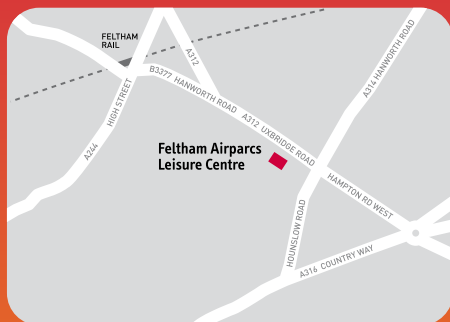 FELTHAM
RAIL
A312
B3377 HANWORTH ROAD
A312 UXBRIDGE ROAD
A314 HANWORTH ROAD
HIGH STREET
A244
Feltham Airparcs
Leisure Centre
HAMPTON RD WEST
HOUNSLOW ROAD
A316 COUNTRY WAY